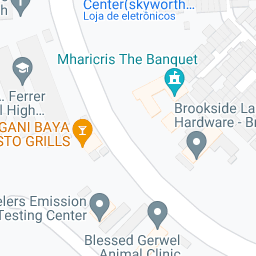 Center(skyworth...
Loja de eletrônicos
Mharicris The Banquet
... Ferrer
l High...
Brookside La
Hardware - Br
GANI BAYA
STO GRILLS
elers Emission
Testing Center
Blessed Gerwel
Animal Clinic